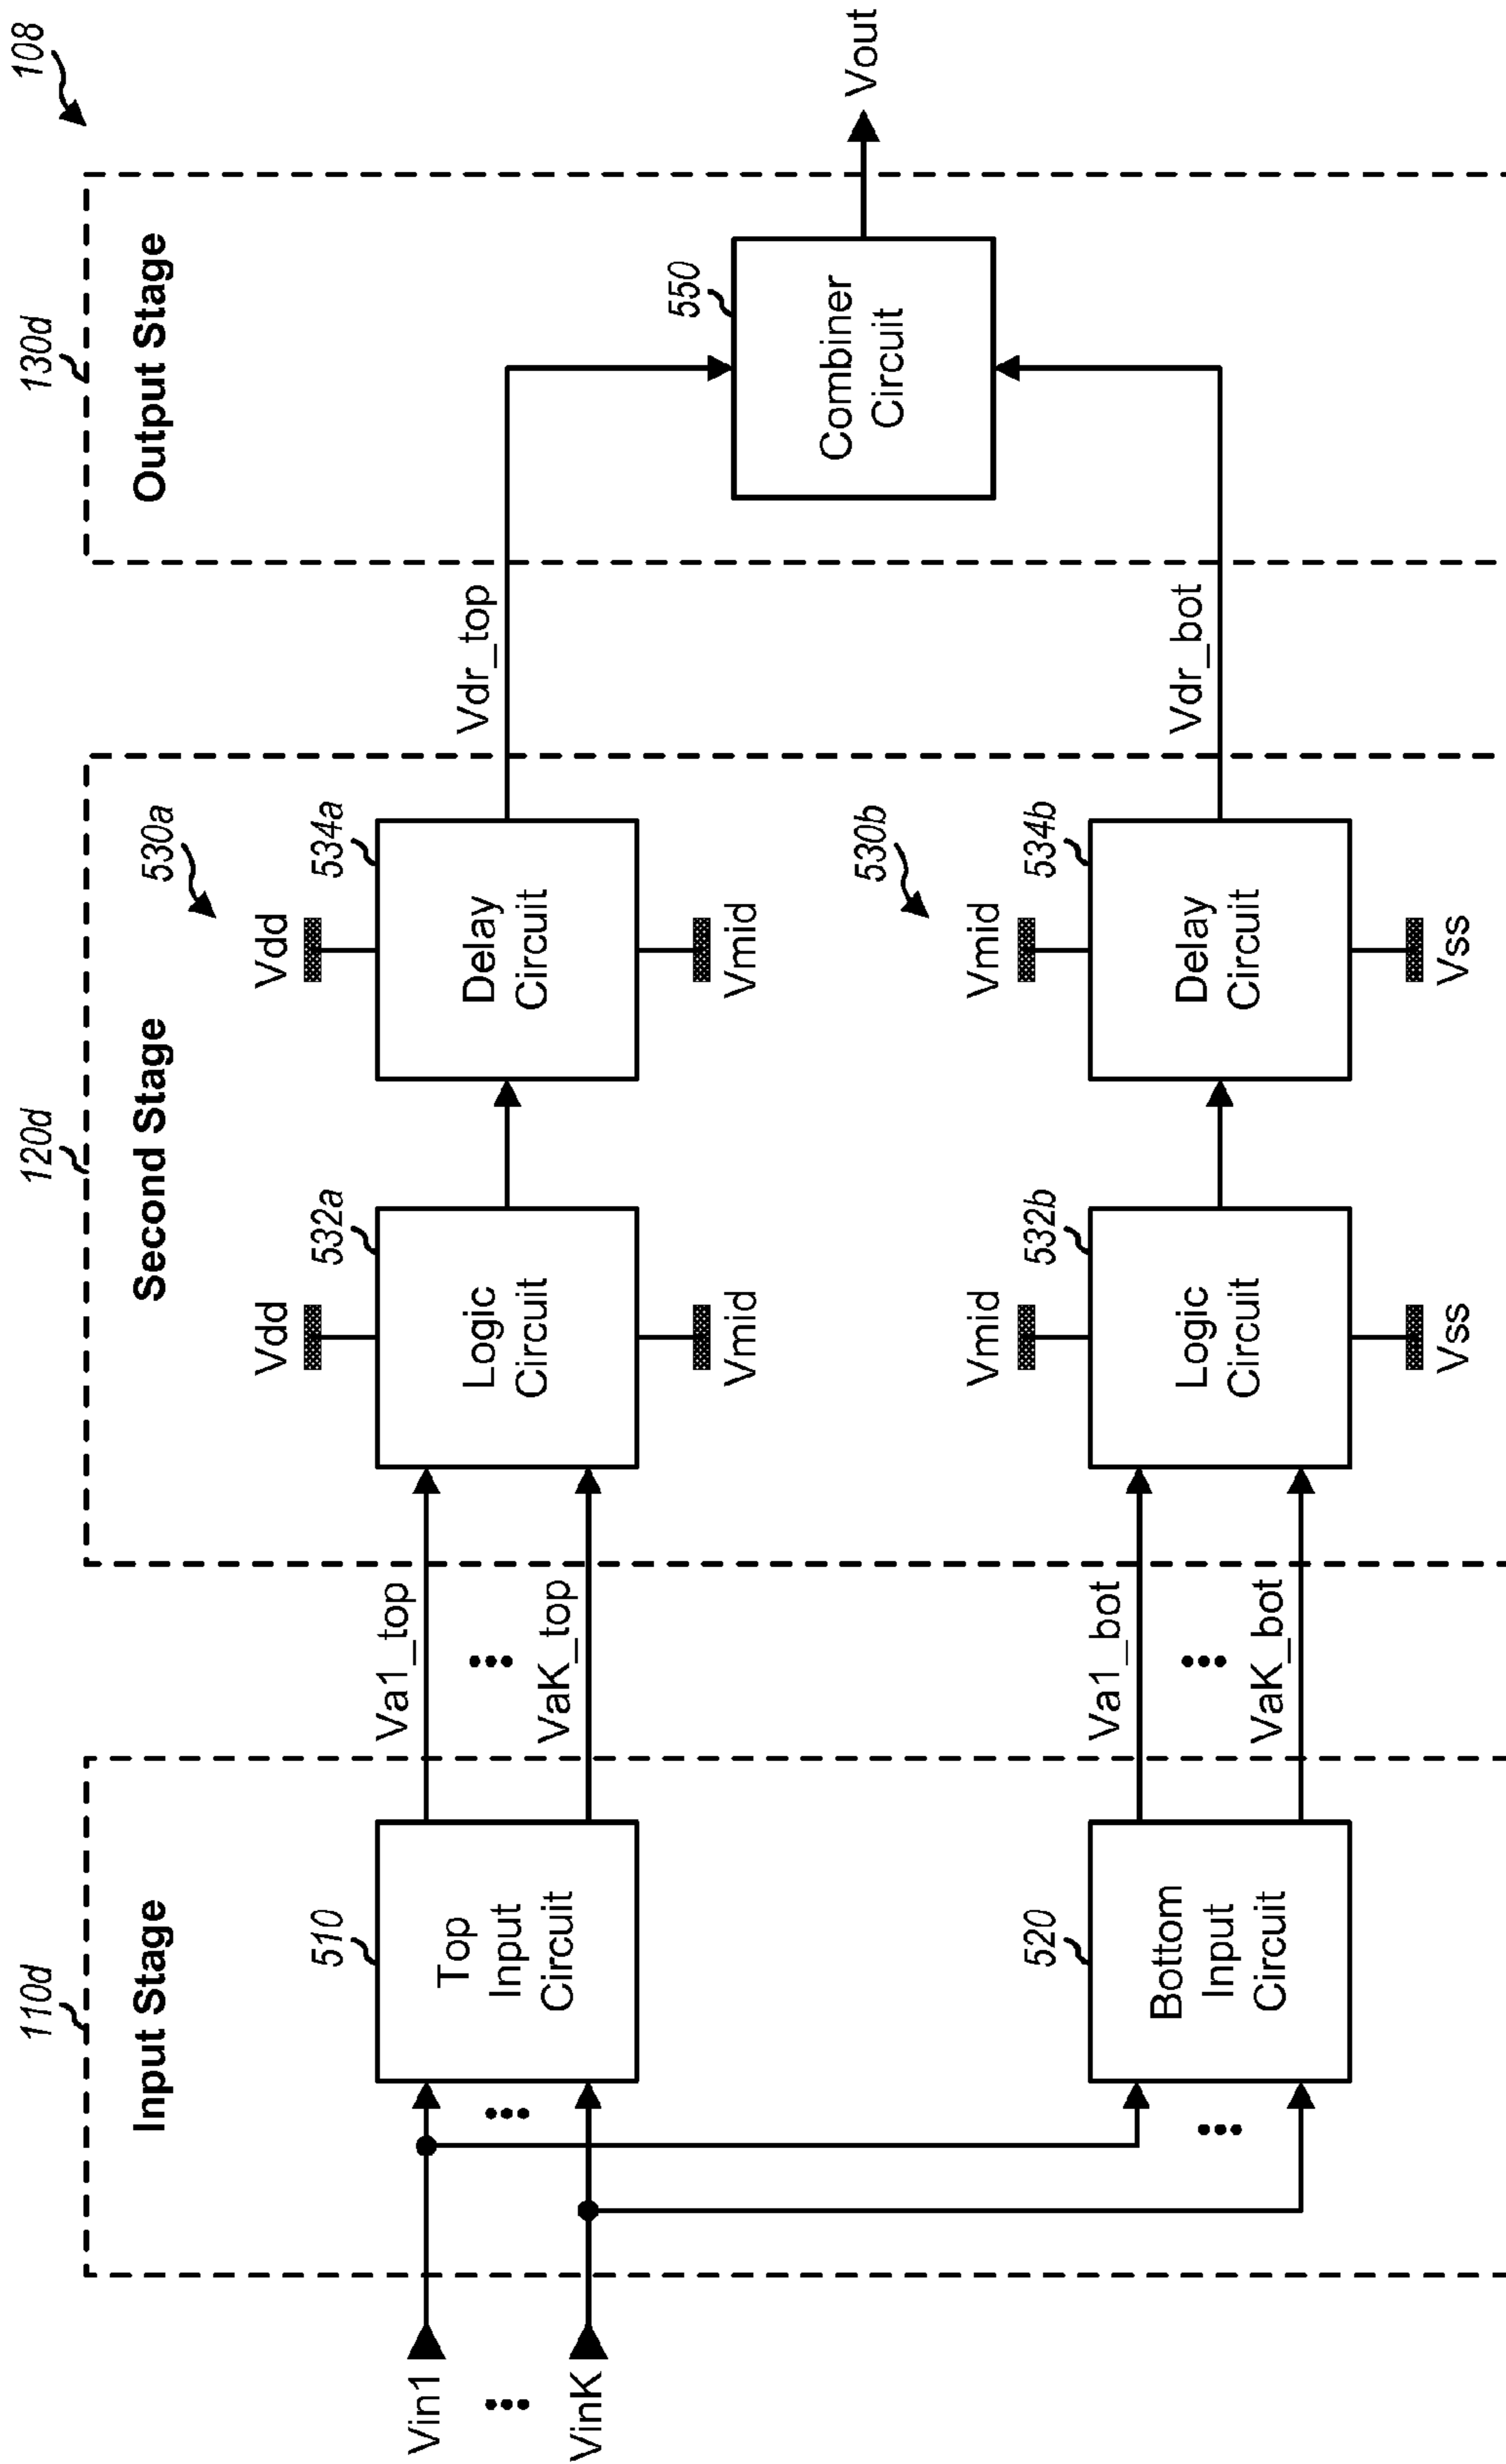 108
110d
120d
130d
Input Stage
Second Stage
Output Stage
530a
510
532a
534a
Vdd
Vdd
Vin1
VinK
Top
Input
Circuit
Va1_top
VaK_top
Logic
Circuit
Delay
Circuit
Vdr_top
Vmid
Vmid
550
Combiner
Circuit
Vout
530b
520
532b
534b
Vmid
Vmid
Bottom
Input
Circuit
Va1_bot
VaK_bot
Logic
Circuit
Delay
Circuit
Vdr_bot
Vss
Vss